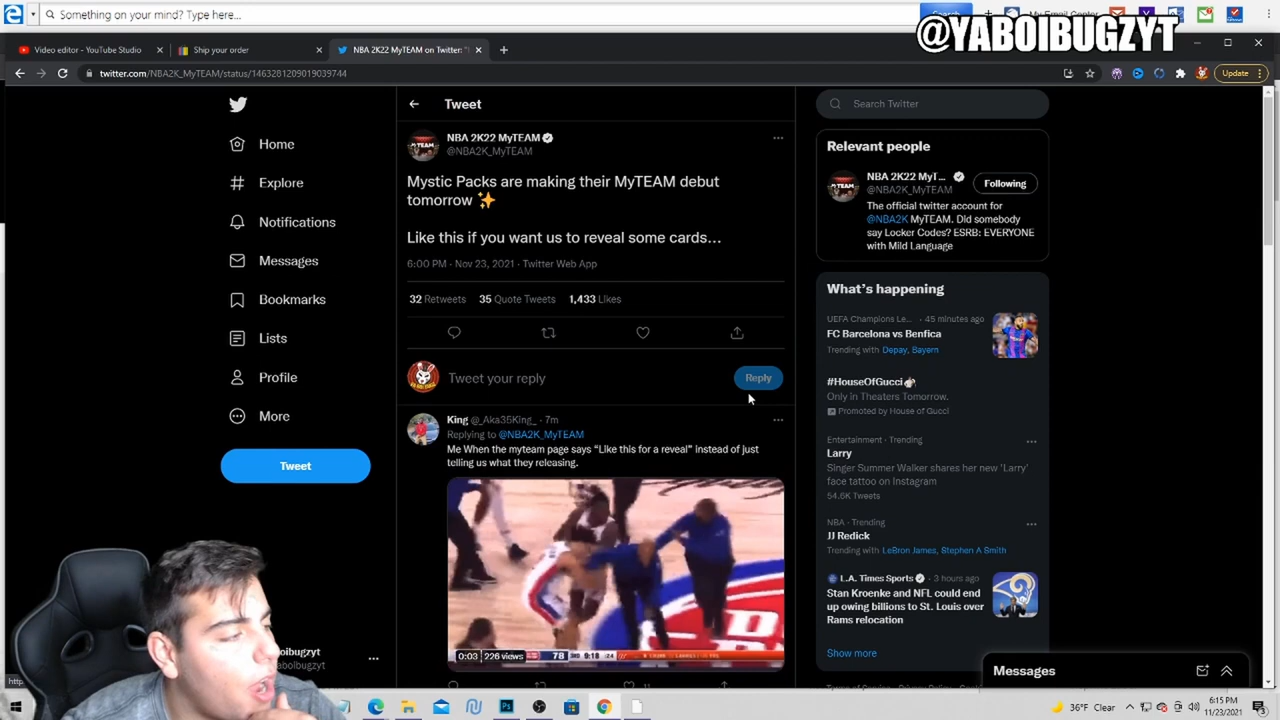 Something on your mind? Type here...
Search
My Email Center
@YABOIBUGZYT
Video editor - YouTube Studio
Ship your order
NBA 2K22 MyTEAM on Twitter: "
twitter.com/NBA2K_MyTEAM/status/1463281209019039744
Update
Tweet
Search Twitter
Home
Explore
Notifications
Messages
Bookmarks
Lists
Profile
More
Tweet
NBA 2K22 MyTEAM
@NBA2K_MyTEAM
Mystic Packs are making their MyTEAM debut
tomorrow ✨
Like this if you want us to reveal some cards...
6:00 PM · Nov 23, 2021 · Twitter Web App
32 Retweets 35 Quote Tweets 1,433 Likes
Tweet your reply
Reply
King @_Aka35King_ · 7m
Replying to @NBA2K_MyTEAM
Me When the myteam page says “Like this for a reveal” instead of just
telling us what they releasing.
0:03 226 views
78 9:18 :24
Relevant people
NBA 2K22 MyT...
@NBA2K_MyTEAM
Following
The official twitter account for
@NBA2K MyTEAM. Did somebody
say Locker Codes? ESRB: EVERYONE
with Mild Language
What's happening
UEFA Champions Le... · 45 minutes ago
FC Barcelona vs Benfica
Trending with Depay, Bayern
#HouseOfGucci
Only in Theaters Tomorrow.
Promoted by House of Gucci
Entertainment · Trending
Larry
Singer Summer Walker shares her new 'Larry'
face tattoo on Instagram
54.6K Tweets
NBA · Trending
JJ Redick
Trending with LeBron James, Stephen A Smith
L.A. Times Sports · 3 hours ago
Stan Kroenke and NFL could end
up owing billions to St. Louis over
Rams relocation
Show more
Messages
aboibugzyt
36°F Clear
6:15 PM
11/23/2021